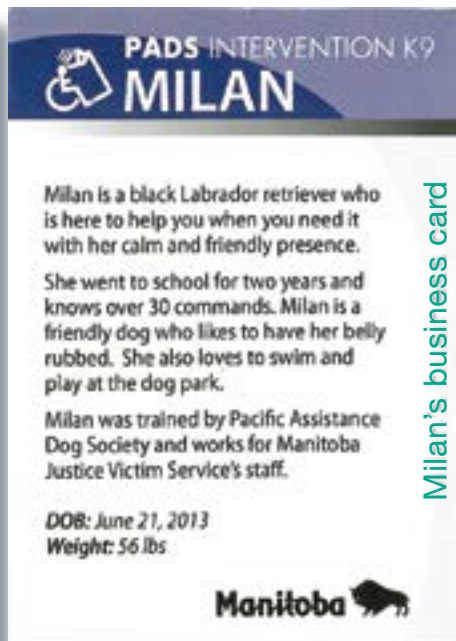 PADS INTERVENTION K9
MILAN
Milan is a black Labrador retriever who
is here to help you when you need it
with her calm and friendly presence.
She went to school for two years and
knows over 30 commands. Milan is a
friendly dog who likes to have her belly
rubbed. She also loves to swim and
play at the dog park.
Milan was trained by Pacific Assistance
Dog Society and works for Manitoba
Justice Victim Service's staff.
DOB: June 21, 2013
Weight: 56 lbs
Manitoba
Milan's business card